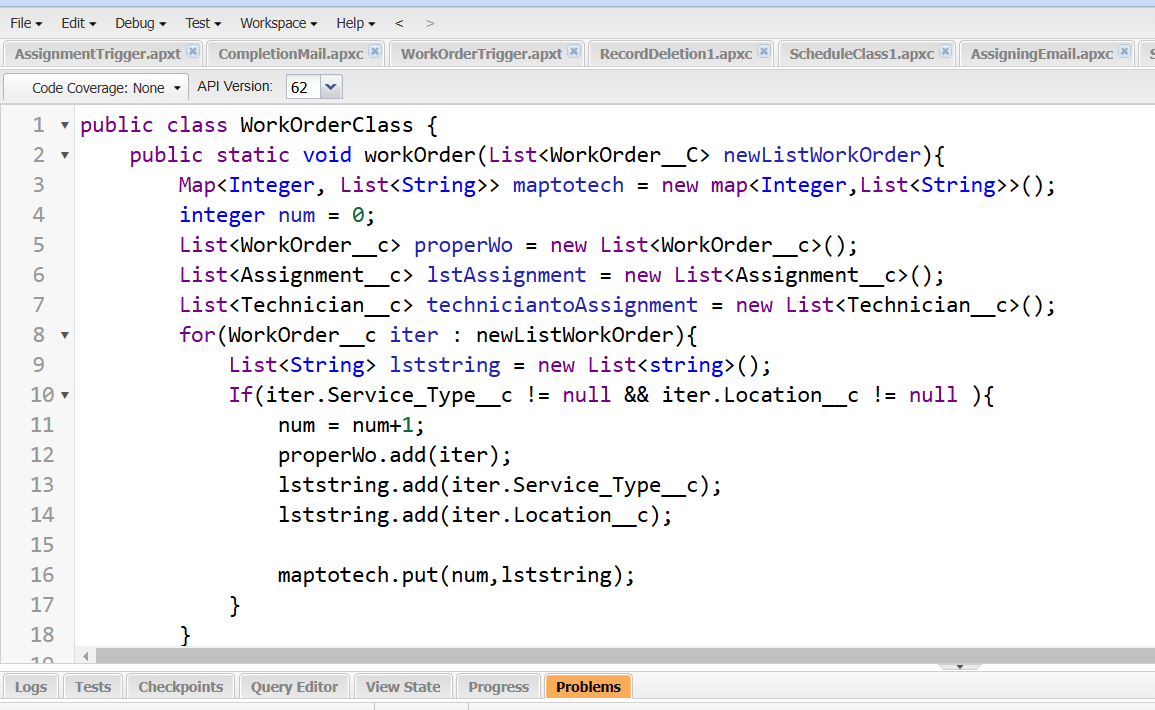 File Edit Debug Test Workspace Help < >
AssignmentTrigger.apxt CompletionMail.apxc WorkOrderTrigger.apxt RecordDeletion1.apxc ScheduleClass1.apxc AssigningEmail.apxc
Code Coverage: None API Version: 62
1 public class WorkOrderClass {
2 public static void workOrder(List<WorkOrder__C> newListWorkOrder){
3 Map<Integer, List<String>> maptotech = new map<Integer,List<String>>();
4 integer num = 0;
5 List<WorkOrder__c> properWo = new List<WorkOrder__c>();
6 List<Assignment__c> lstAssignment = new List<Assignment__c>();
7 List<Technician__c> techniciantoAssignment = new List<Technician__c>();
8 for(WorkOrder__c iter : newListWorkOrder){
9 List<String> lststring = new List<string>();
10 If(iter.Service_Type__c != null && iter.Location__c != null ){
11 num = num+1;
12 properWo.add(iter);
13 lststring.add(iter.Service_Type__c);
14 lststring.add(iter.Location__c);
15
16 maptotech.put(num,lststring);
17 }
18 }
Logs Tests Checkpoints Query Editor View State Progress Problems